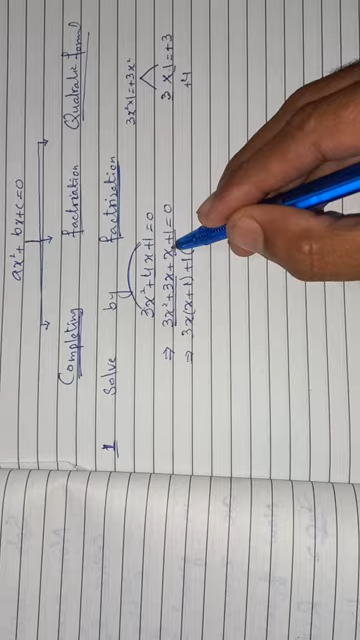 ax² + bx + c = 0
Completing factorization Quadratic form
1 Solve by factorization
3x² × 1 = +3x²
3x² + 4x + 1 = 0
⇒ 3x² + 3x + x + 1 = 0
3 × 1 = +3
+4
⇒ 3x(x + 1) + 1(